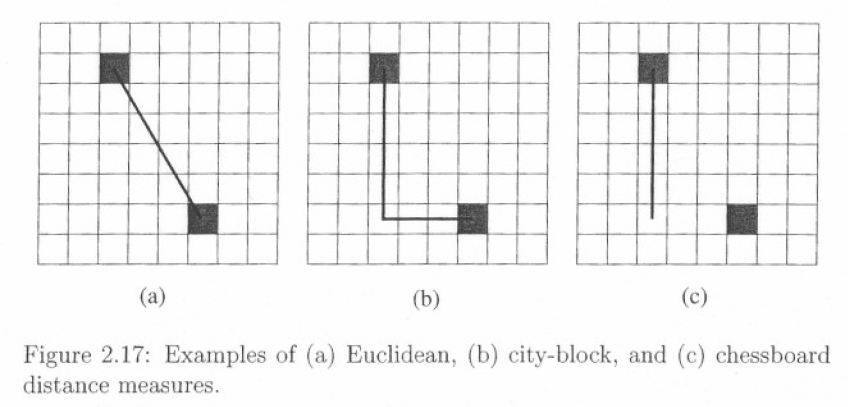 (a)
(b)
(c)
Figure 2.17: Examples of (a) Euclidean, (b) city-block, and (c) chessboard
distance measures.